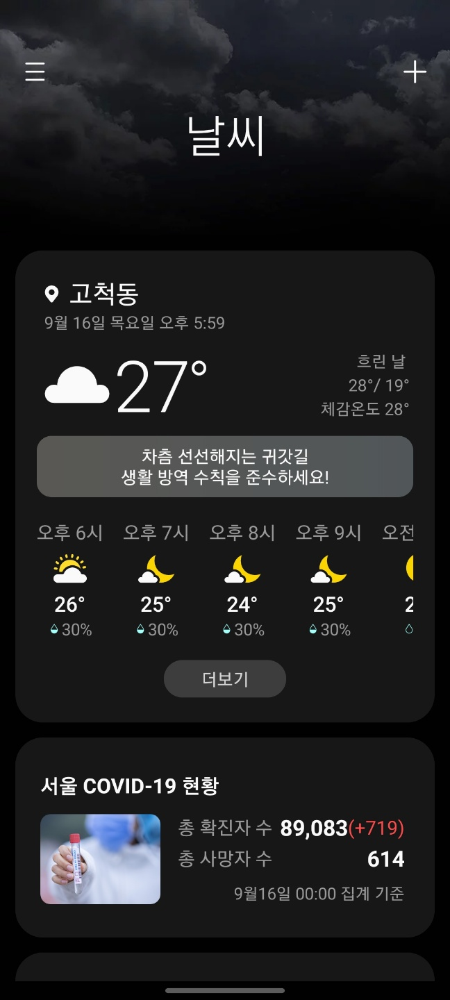 날씨
고척동
9월 16일 목요일 오후 5:59
27°
흐린 날
28°/ 19°
체감온도 28°
차츰 선선해지는 귀갓길
생활 방역 수칙을 준수하세요!
오후 6시 오후 7시 오후 8시 오후 9시 오전
26° 25° 24° 25° 2
30% 30% 30% 30%
더보기
서울 COVID-19 현황
총 확진자 수 89,083(+719)
총 사망자 수 614
9월16일 00:00 집계 기준